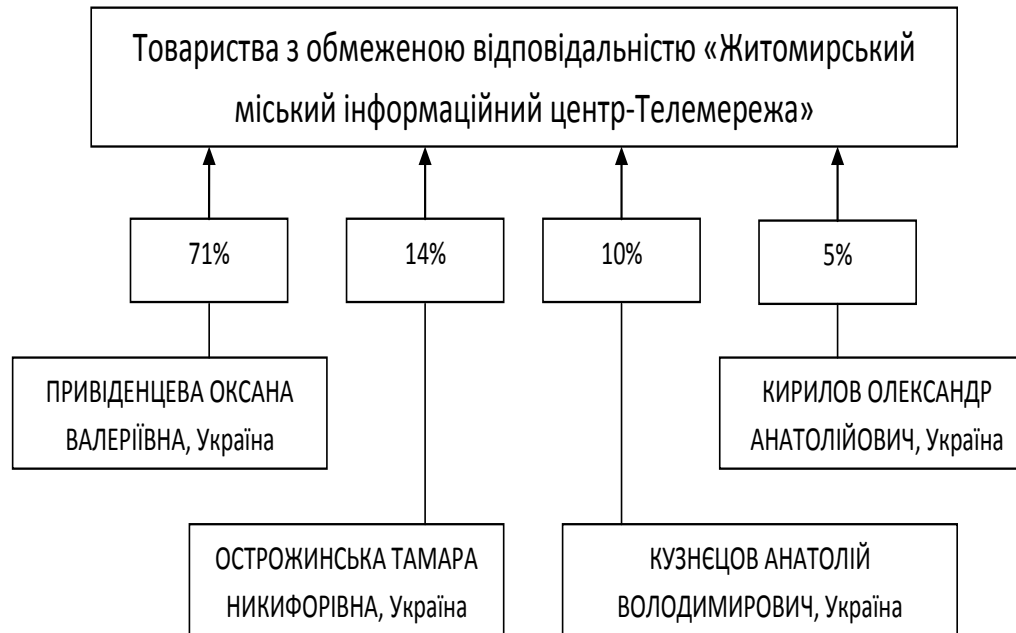 Товариства з обмеженою відповідальністю «Житомирський
міський інформаційний центр-Телемережа»
71%
14%
10%
5%
ПРИВІДЕНЦЕВА ОКСАНА
ВАЛЕРІЇВНА, Україна
КИРИЛОВ ОЛЕКСАНДР
АНАТОЛІЙОВИЧ, Україна
ОСТРОЖИНСЬКА ТАМАРА
НИКИФОРІВНА, Україна
КУЗНЄЦОВ АНАТОЛІЙ
ВОЛОДИМИРОВИЧ, Україна